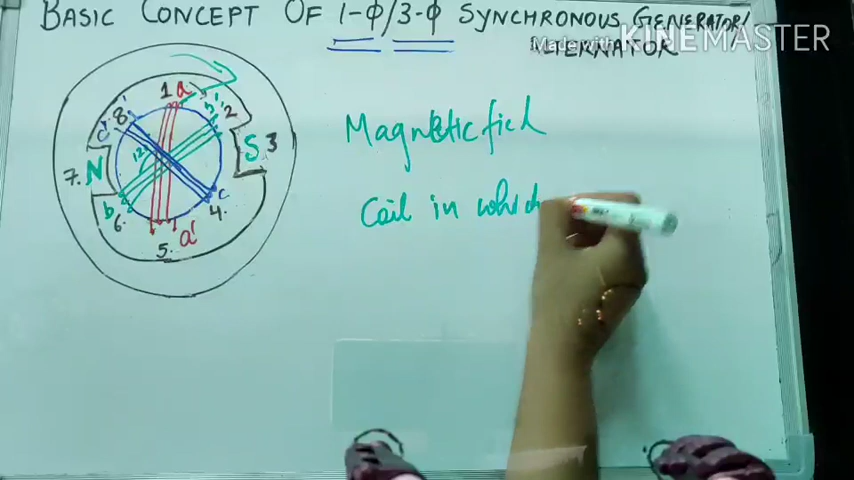 BASIC CONCEPT OF 1-Φ/3-Φ SYNCHRONOUS GENERATOR/
ALTERNATOR
Made with KINEMASTER
1 a
8' b' 2
c'
7. N S 3
b c
6. 4.
a'
5.
Magnetic field
Coil in which